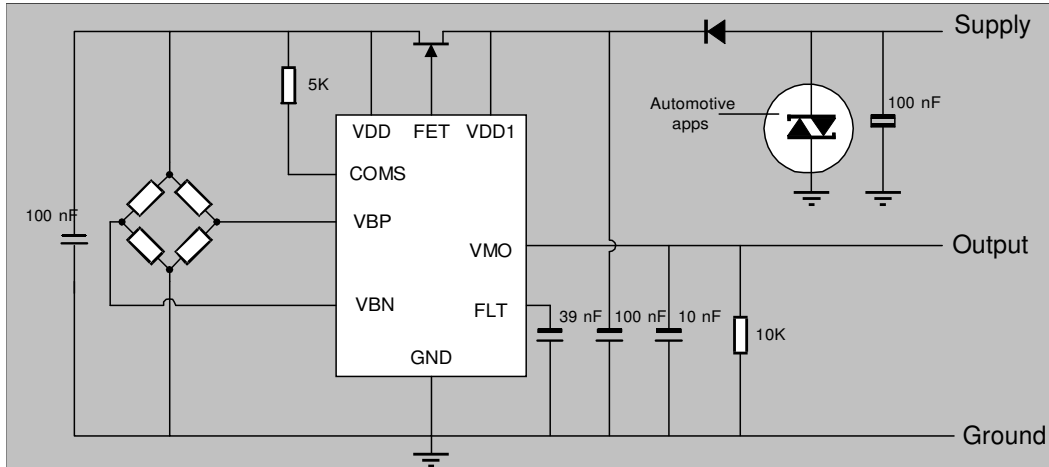 Supply
5K
Automotive
apps
100 nF
VDD FET VDD1
COMS
100 nF
VBP
VMO
Output
VBN
FLT
39 nF
100 nF
10 nF
10K
GND
Ground